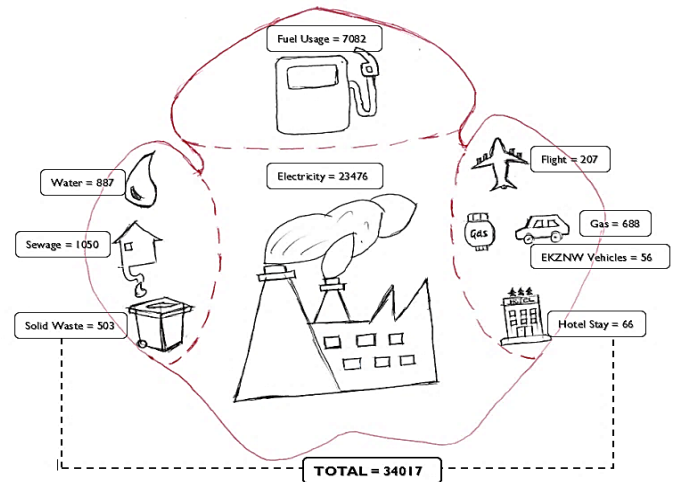 Fuel Usage = 7082
Water = 887
Electricity = 23476
Flight = 207
Sewage = 1050
Gas
Gas = 688
EKZNW Vehicles = 56
HOTEL
Solid Waste = 503
Hotel Stay = 66
TOTAL = 34017